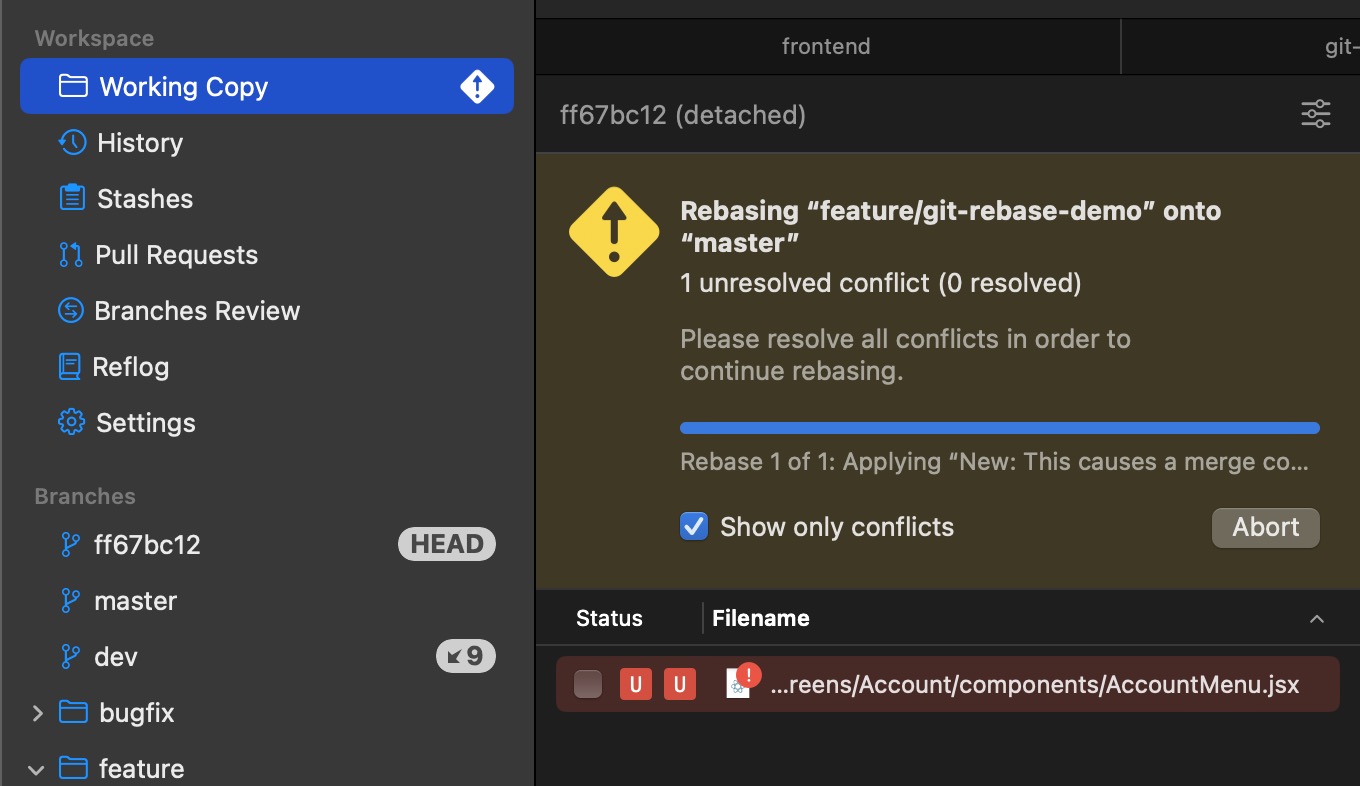 Workspace
Working Copy
History
Stashes
Pull Requests
Branches Review
Reflog
Settings
Branches
ff67bc12 HEAD
master
dev 9
bugfix
feature
frontend
git-
ff67bc12 (detached)
Rebasing “feature/git-rebase-demo” onto
“master”
1 unresolved conflict (0 resolved)
Please resolve all conflicts in order to
continue rebasing.
Rebase 1 of 1: Applying “New: This causes a merge co...
Show only conflicts
Abort
Status Filename
U U ...reens/Account/components/AccountMenu.jsx